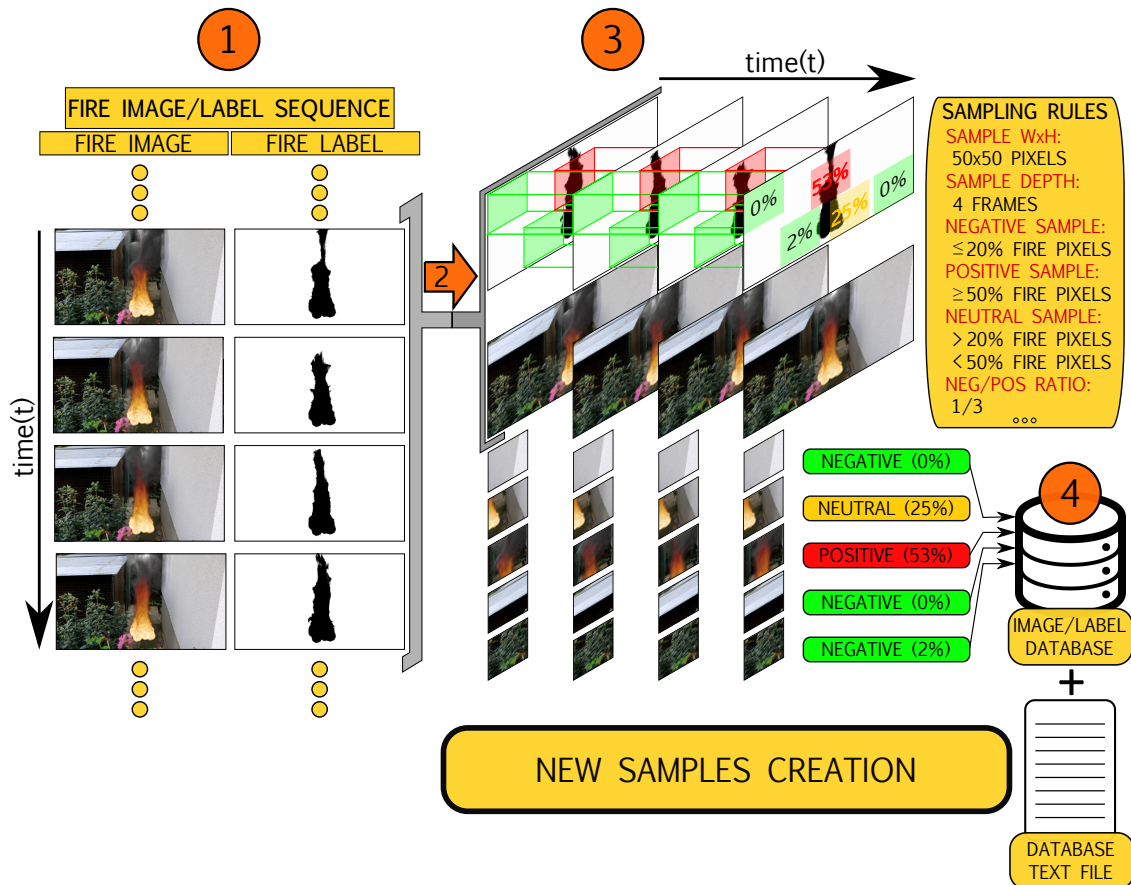 1
FIRE IMAGE/LABEL SEQUENCE
FIRE IMAGE
FIRE LABEL
time(t)
2
3
time(t)
0%
53%
0%
2%
25%
SAMPLING RULES
SAMPLE WxH:
50x50 PIXELS
SAMPLE DEPTH:
4 FRAMES
NEGATIVE SAMPLE:
≤20% FIRE PIXELS
POSITIVE SAMPLE:
≥50% FIRE PIXELS
NEUTRAL SAMPLE:
>20% FIRE PIXELS
<50% FIRE PIXELS
NEG/POS RATIO:
1/3
NEGATIVE (0%)
NEUTRAL (25%)
POSITIVE (53%)
NEGATIVE (0%)
NEGATIVE (2%)
4
IMAGE/LABEL
DATABASE
+
DATABASE
TEXT FILE
NEW SAMPLES CREATION